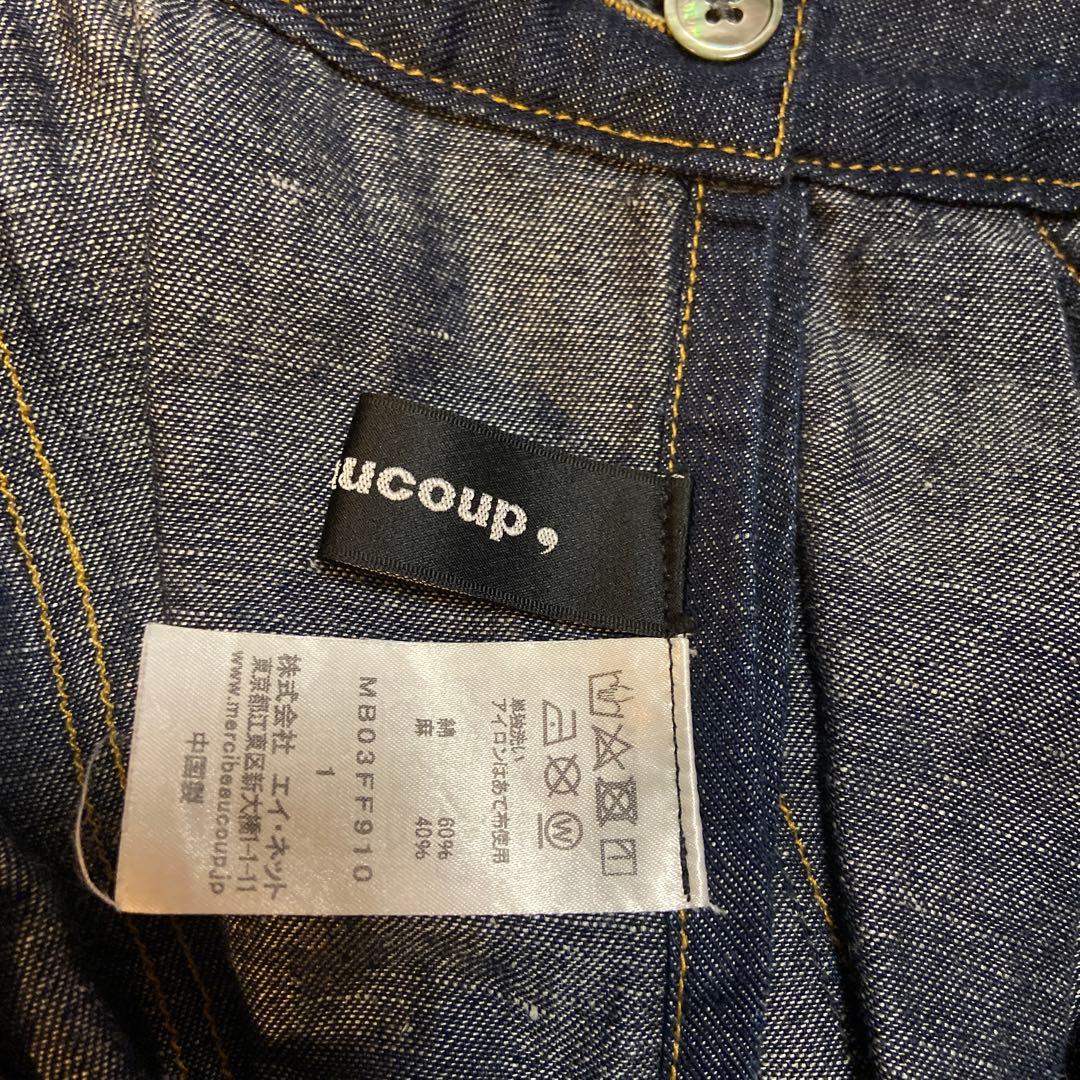 aucoup,
単独洗い
アイロンはあて布使用
綿 60%
麻 40%
MB03FF910
1
株式会社 エイ・ネット
東京都江東区新大橋1-1-11
www.mercibeaucoup.jp
中国製
W